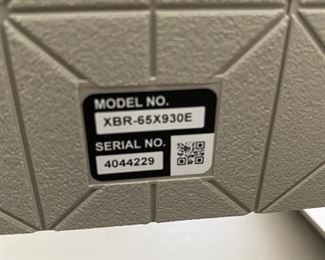 MODEL NO.
XBR-65X930E
SERIAL NO.
4044229